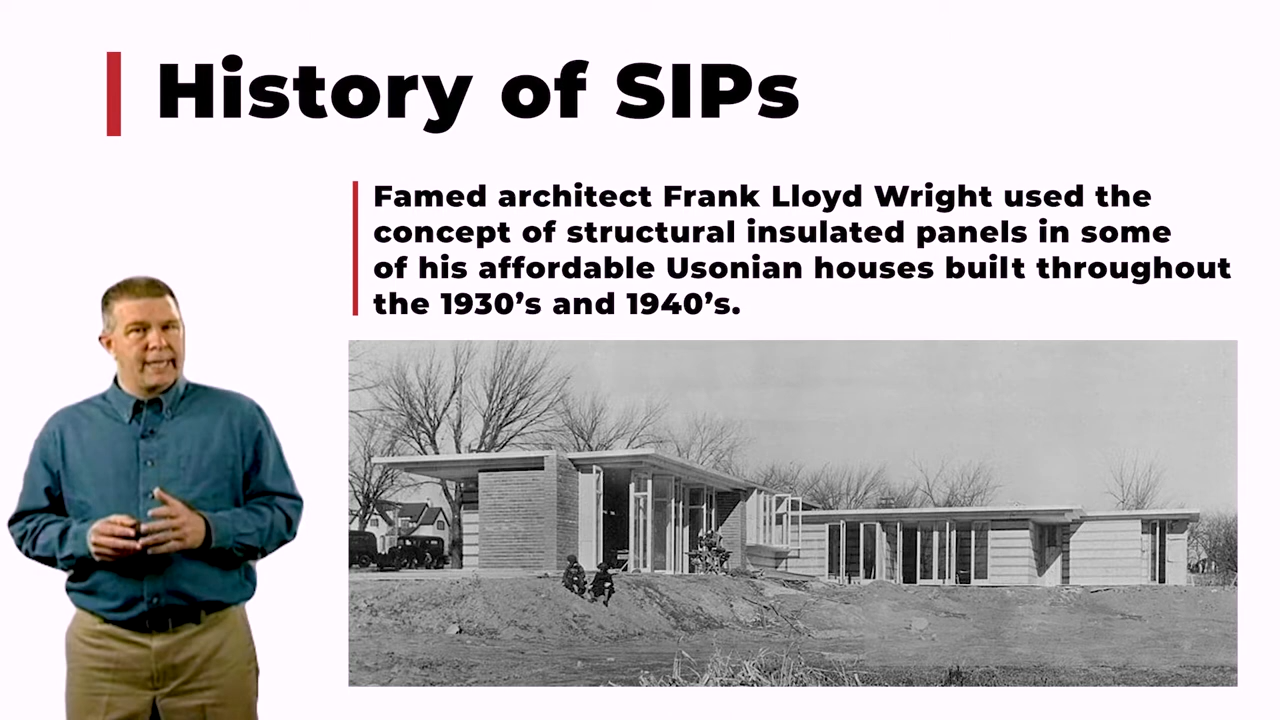 History of SIPs
Famed architect Frank Lloyd Wright used the
concept of structural insulated panels in some
of his affordable Usonian houses built throughout
the 1930’s and 1940’s.